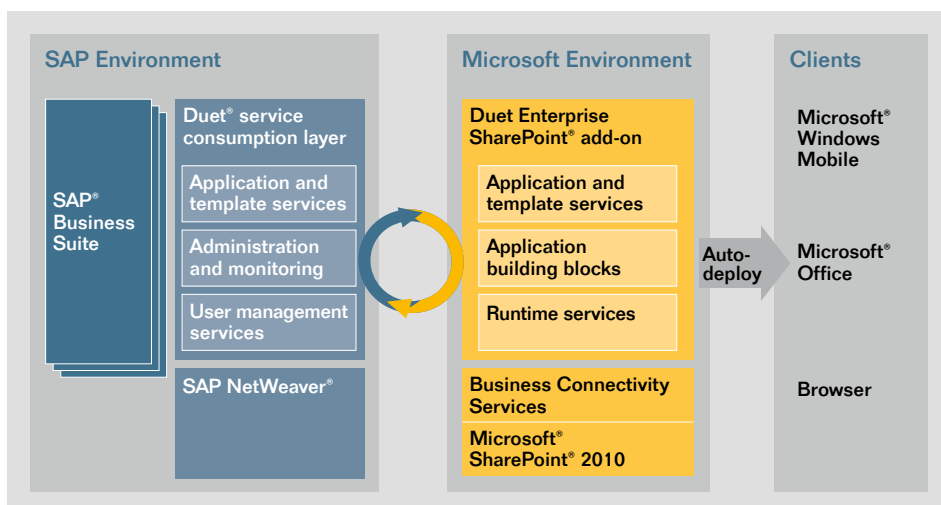 SAP Environment
SAP®
Business
Suite
Duet® service
consumption layer
Application and
template services
Administration
and monitoring
User management
services
SAP NetWeaver®
Microsoft Environment
Duet Enterprise
SharePoint® add-on
Application and
template services
Application
building blocks
Runtime services
Business Connectivity
Services
Microsoft®
SharePoint® 2010
Auto-
deploy
Clients
Microsoft®
Windows
Mobile
Microsoft®
Office
Browser